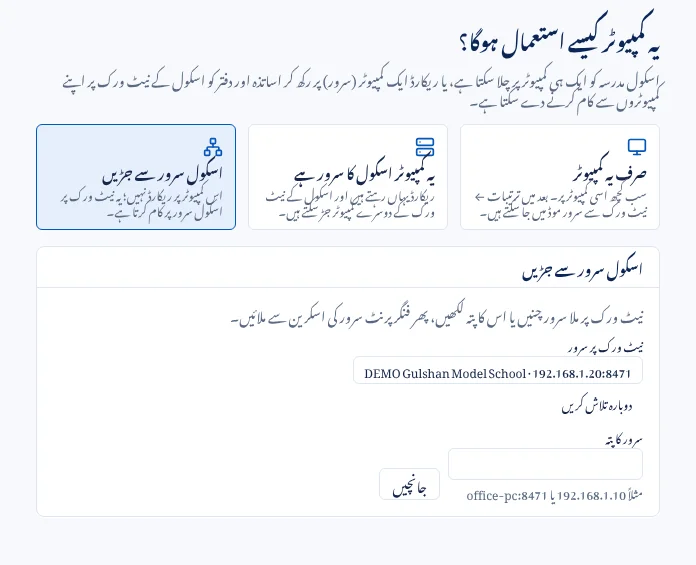 یہ کمپیوٹر کیسے استعمال ہوگا؟
اسکول مدرسہ کو ایک ہی کمپیوٹر پر چلا سکتا ہے، یا ریکارڈ ایک کمپیوٹر (سرور) پر رکھ کر اساتذہ اور دفتر کو اسکول کے نیٹ ورک پر اپنے
کمپیوٹروں سے کام کرنے دے سکتا ہے۔
صرف یہ کمپیوٹر
سب کچھ اسی کمپیوٹر پر۔ بعد میں ترتیبات ←
نیٹ ورک سے سرور موڈ میں جا سکتے ہیں۔
یہ کمپیوٹر اسکول کا سرور ہے
ریکارڈ یہاں رہتے ہیں اور اسکول کے نیٹ
ورک کے دوسرے کمپیوٹر جڑ سکتے ہیں۔
اسکول سرور سے جڑیں
اس کمپیوٹر پر ریکارڈ نہیں؛ یہ نیٹ ورک پر
اسکول سرور پر کام کرتا ہے۔
اسکول سرور سے جڑیں
نیٹ ورک پر ملا سرور چنیں یا اس کا پتہ لکھیں، پھر فنگر پرنٹ سرور کی اسکرین سے ملائیں۔
نیٹ ورک پر سرور
DEMO Gulshan Model School · 192.168.1.20:8471
دوبارہ تلاش کریں
سرور کا پتہ
جانچیں
مثلاً 192.168.1.10 یا office-pc:8471